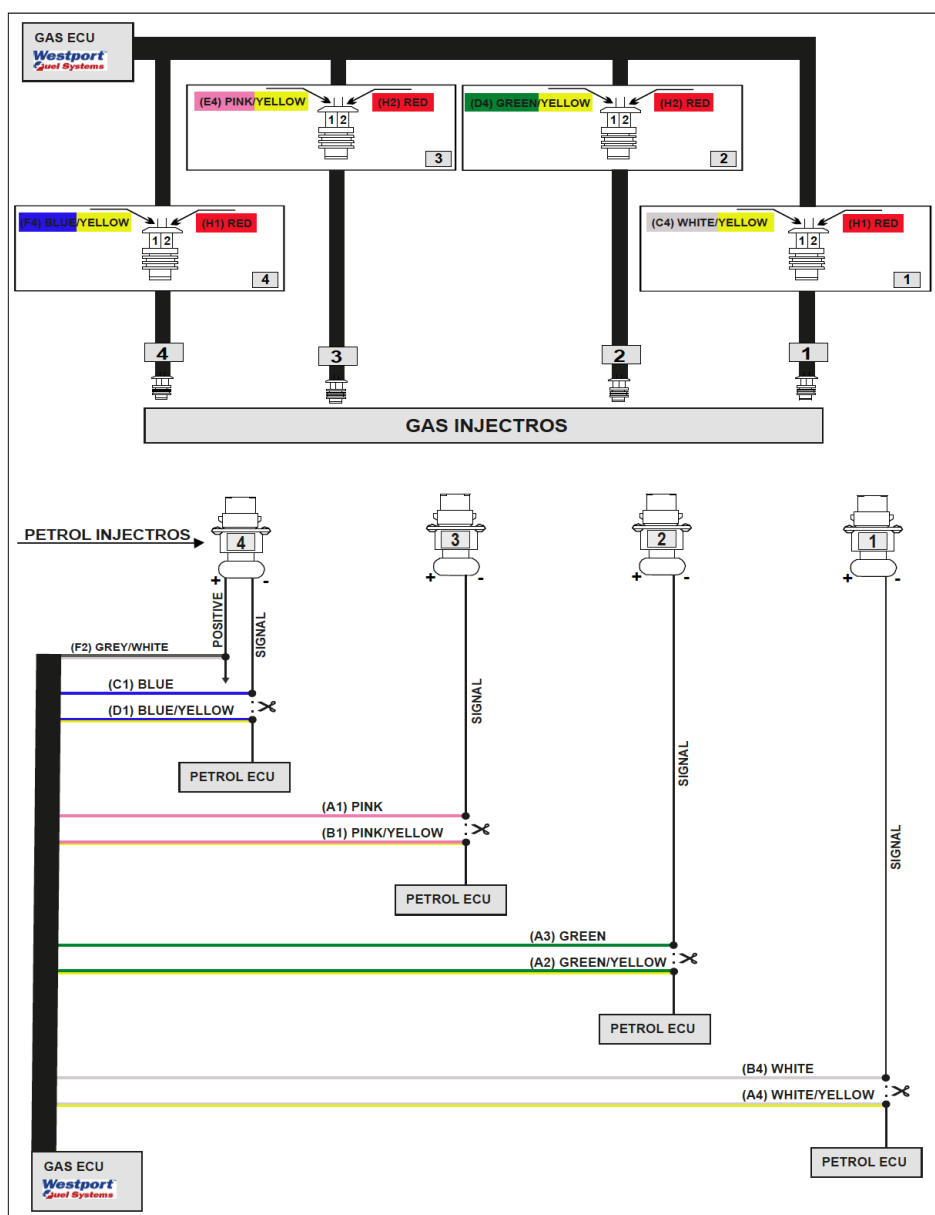 GAS ECU
Westport
Fuel Systems
(E4) PINK/YELLOW
(H2) RED
1 2
3
(D4) GREEN/YELLOW
(H2) RED
1 2
2
(F4) BLUE/YELLOW
(H1) RED
1 2
4
(C4) WHITE/YELLOW
(H1) RED
1 2
1
4
3
2
1
GAS INJECTROS
PETROL INJECTROS
4
3
2
1
+ -
+ -
+ -
+ -
POSITIVE
SIGNAL
SIGNAL
SIGNAL
SIGNAL
(F2) GREY/WHITE
(C1) BLUE
(D1) BLUE/YELLOW
PETROL ECU
(A1) PINK
(B1) PINK/YELLOW
PETROL ECU
(A3) GREEN
(A2) GREEN/YELLOW
PETROL ECU
(B4) WHITE
(A4) WHITE/YELLOW
PETROL ECU
GAS ECU
Westport
Fuel Systems